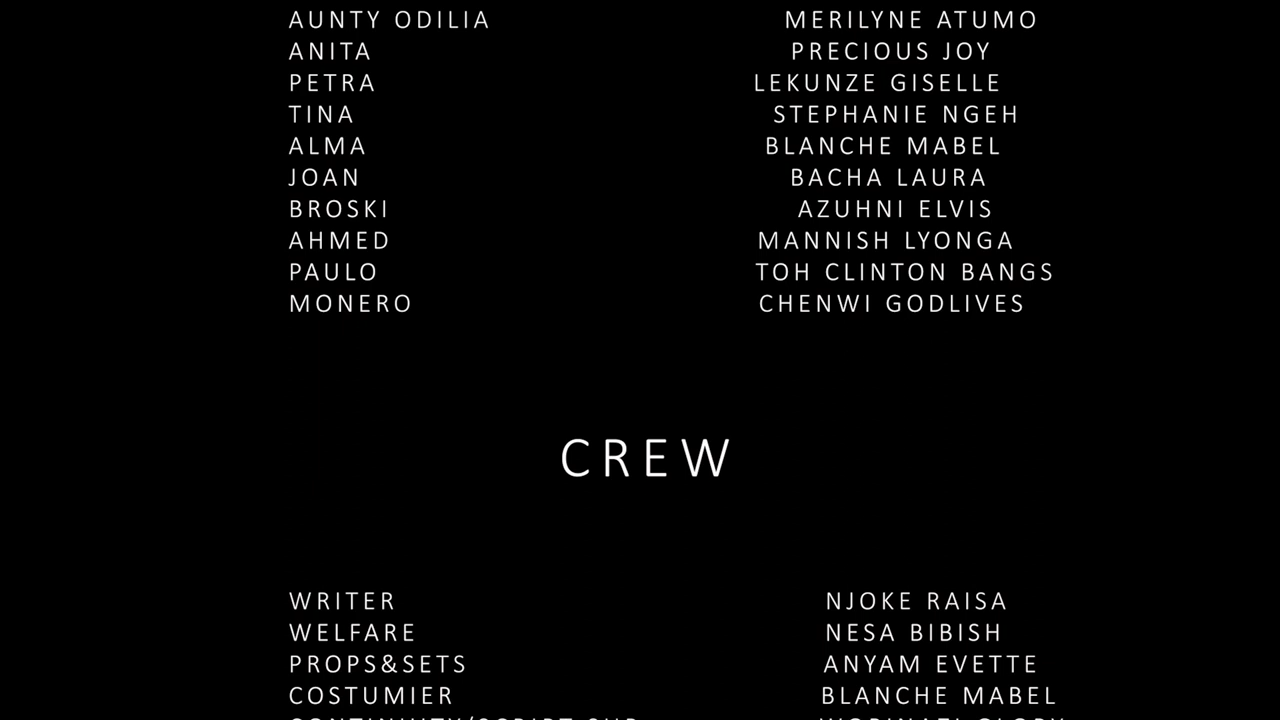 AUNTY ODILIA MERILYNE ATUMO
ANITA PRECIOUS JOY
PETRA LEKUNZE GISELLE
TINA STEPHANIE NGEH
ALMA BLANCHE MABEL
JOAN BACHA LAURA
BROSKI AZUHNI ELVIS
AHMED MANNISH LYONGA
PAULO TOH CLINTON BANGS
MONERO CHENWI GODLIVES
CREW
WRITER NJOKE RAISA
WELFARE NESA BIBISH
PROPS&SETS ANYAM EVETTE
COSTUMIER BLANCHE MABEL